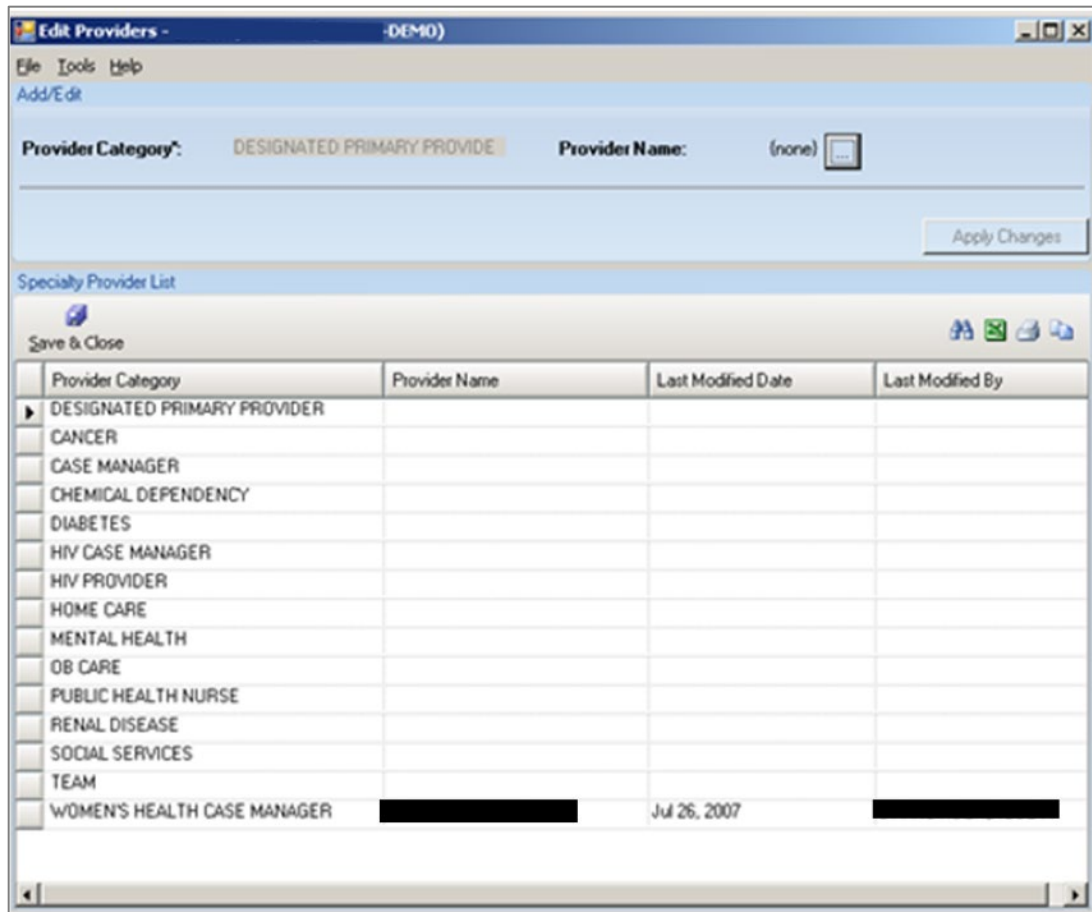 Edit Providers - -DEMO)
File Tools Help
Add/Edit
Provider Category*: DESIGNATED PRIMARY PROVIDE Provider Name: (none) ...
Apply Changes
Specialty Provider List
Save & Close
Provider Category Provider Name Last Modified Date Last Modified By
DESIGNATED PRIMARY PROVIDER
CANCER
CASE MANAGER
CHEMICAL DEPENDENCY
DIABETES
HIV CASE MANAGER
HIV PROVIDER
HOME CARE
MENTAL HEALTH
OB CARE
PUBLIC HEALTH NURSE
RENAL DISEASE
SOCIAL SERVICES
TEAM
WOMEN'S HEALTH CASE MANAGER Jul 26, 2007